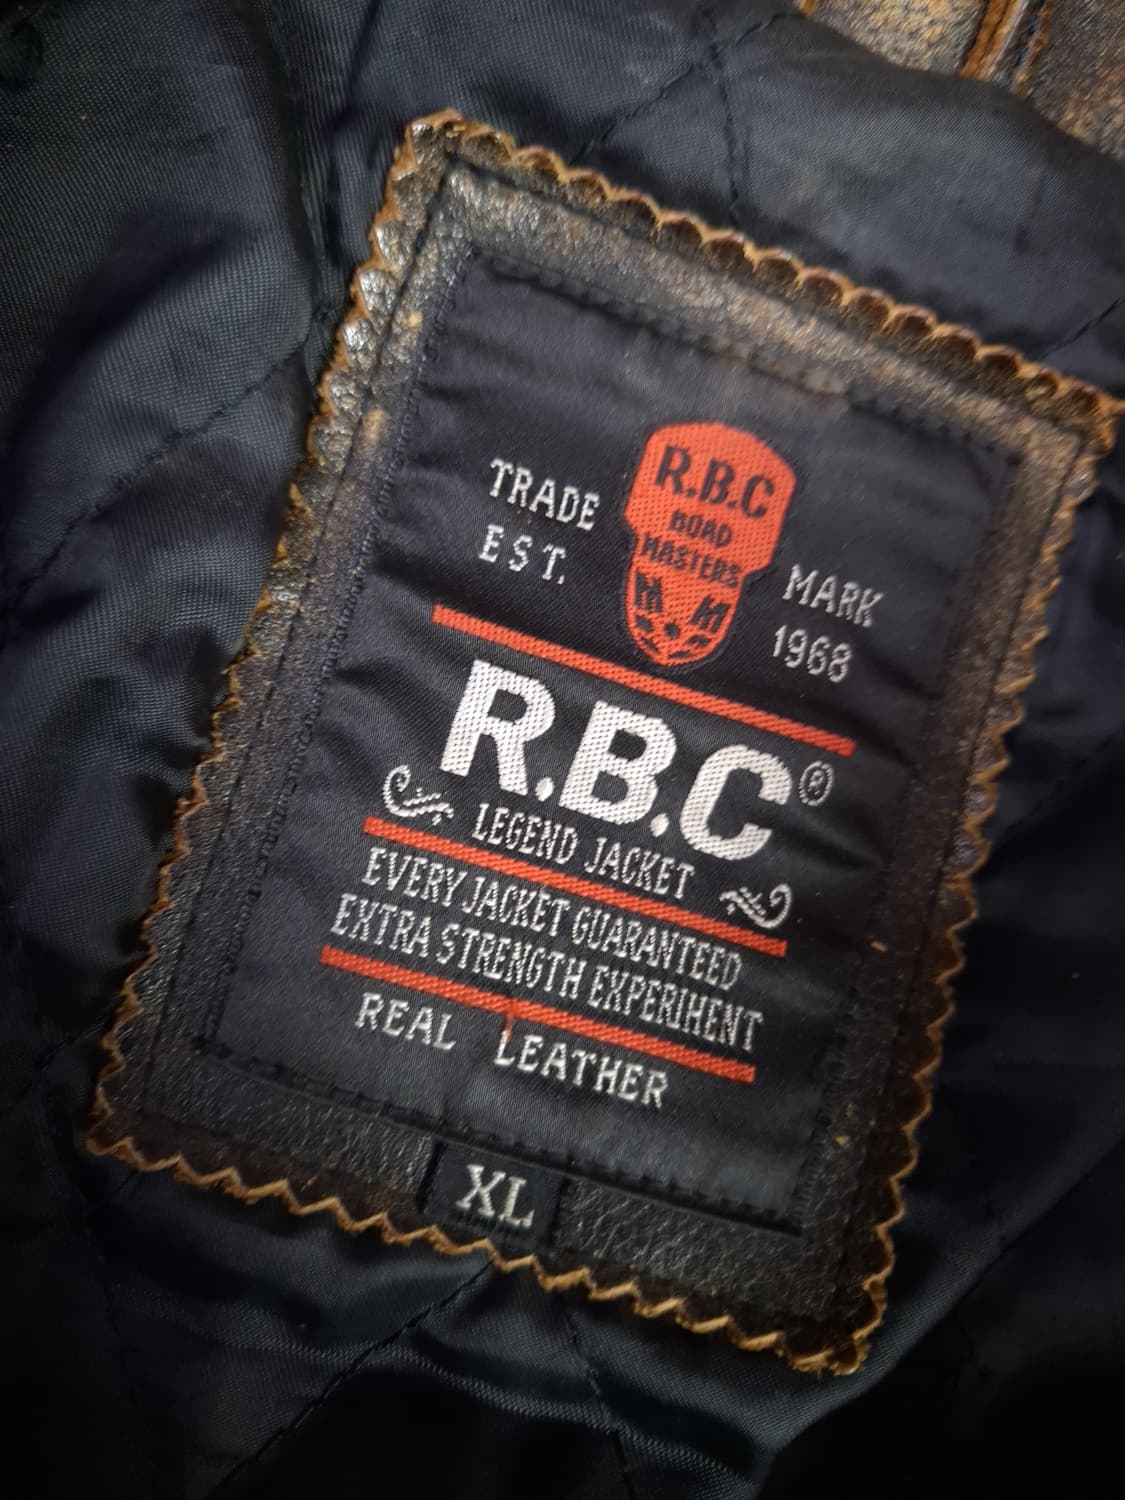 R.B.C
ROAD
MASTERS
TRADE MARK
EST. 1968
R.B.C®
LEGEND JACKET
EVERY JACKET GUARANTEED
EXTRA STRENGTH EXPERIHENT
REAL LEATHER
XL